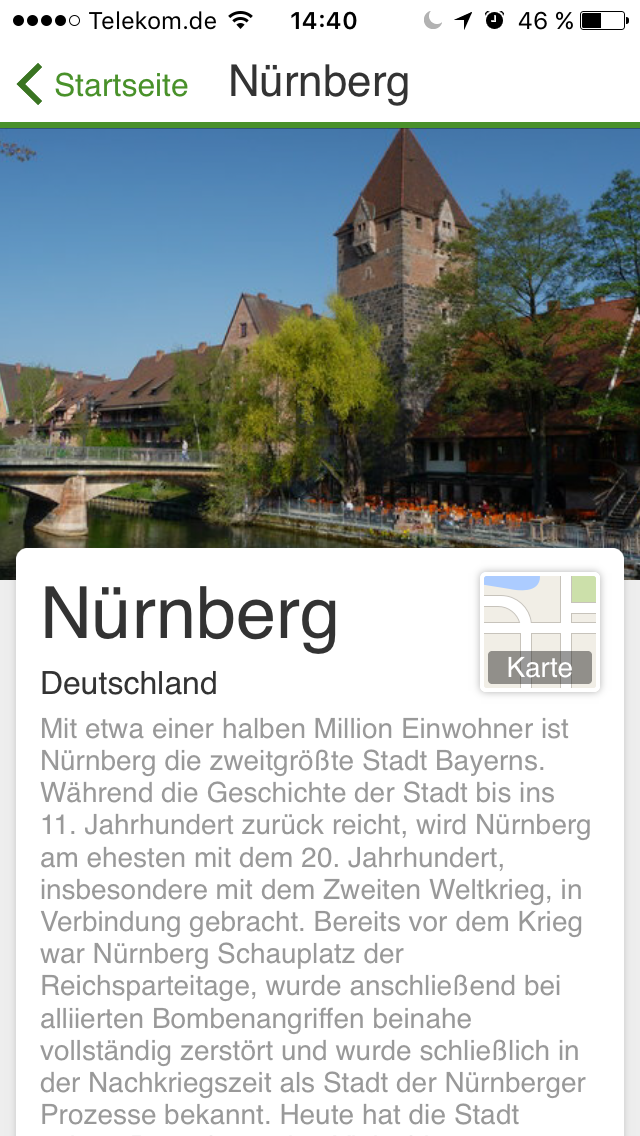 Telekom.de 14:40 46 %
Startseite Nürnberg
Nürnberg
Karte
Deutschland
Mit etwa einer halben Million Einwohner ist
Nürnberg die zweitgrößte Stadt Bayerns.
Während die Geschichte der Stadt bis ins
11. Jahrhundert zurück reicht, wird Nürnberg
am ehesten mit dem 20. Jahrhundert,
insbesondere mit dem Zweiten Weltkrieg, in
Verbindung gebracht. Bereits vor dem Krieg
war Nürnberg Schauplatz der
Reichsparteitage, wurde anschließend bei
alliierten Bombenangriffen beinahe
vollständig zerstört und wurde schließlich in
der Nachkriegszeit als Stadt der Nürnberger
Prozesse bekannt. Heute hat die Stadt